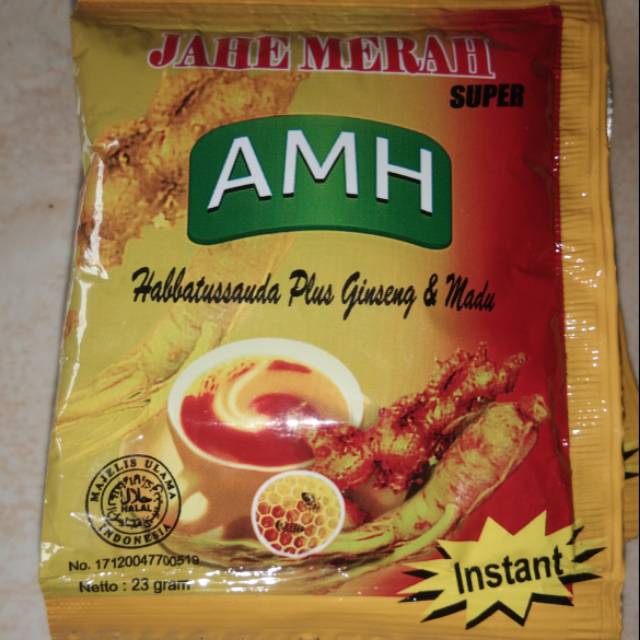 JAHE MERAH
SUPER
AMH
Habbatussauda Plus Ginseng & Madu
MAJELIS ULAMA
HALAL
INDONESIA
No. 17120047700519
Netto : 23 gram
Instant